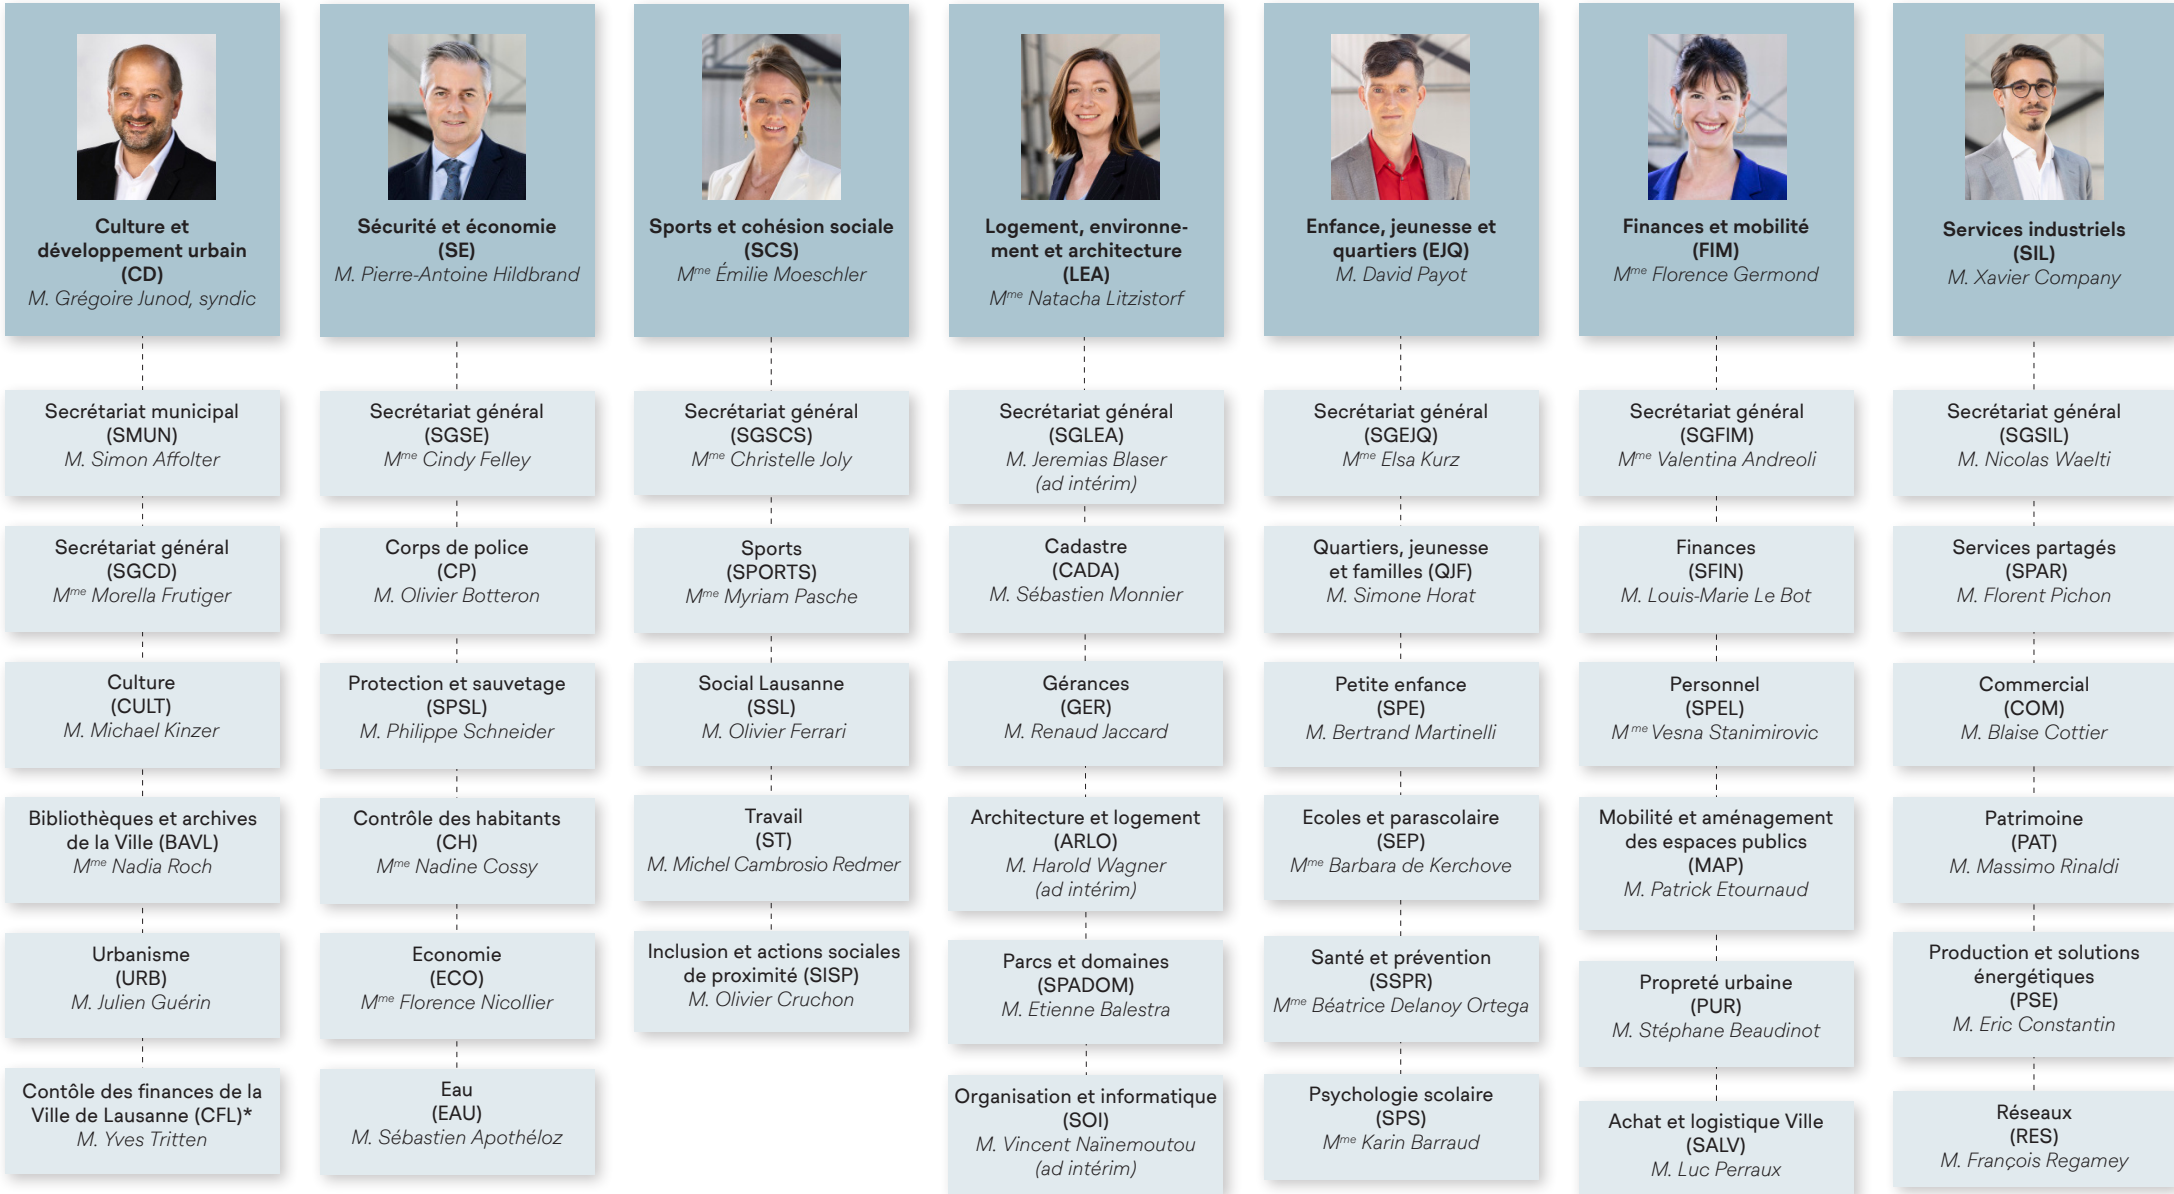 Culture et
développement urbain
(CD)
M. Grégoire Junod, syndic
Secrétariat municipal
(SMUN)
M. Simon Affolter
Secrétariat général
(SGCD)
Mme Morella Frutiger
Culture
(CULT)
M. Michael Kinzer
Bibliothèques et archives
de la Ville (BAVL)
Mme Nadia Roch
Urbanisme
(URB)
M. Julien Guérin
Contôle des finances de la
Ville de Lausanne (CFL)*
M. Yves Tritten
Sécurité et économie
(SE)
M. Pierre-Antoine Hildbrand
Secrétariat général
(SGSE)
Mme Cindy Felley
Corps de police
(CP)
M. Olivier Botteron
Protection et sauvetage
(SPSL)
M. Philippe Schneider
Contrôle des habitants
(CH)
Mme Nadine Cossy
Economie
(ECO)
Mme Florence Nicollier
Eau
(EAU)
M. Sébastien Apothéloz
Sports et cohésion sociale
(SCS)
Mme Émilie Moeschler
Secrétariat général
(SGSCS)
Mme Christelle Joly
Sports
(SPORTS)
Mme Myriam Pasche
Social Lausanne
(SSL)
M. Olivier Ferrari
Travail
(ST)
M. Michel Cambrosio Redmer
Inclusion et actions sociales
de proximité (SISP)
M. Olivier Cruchon
Logement, environne-
ment et architecture
(LEA)
Mme Natacha Litzistorf
Secrétariat général
(SGLEA)
M. Jeremias Blaser
(ad intérim)
Cadastre
(CADA)
M. Sébastien Monnier
Gérances
(GER)
M. Renaud Jaccard
Architecture et logement
(ARLO)
M. Harold Wagner
(ad intérim)
Parcs et domaines
(SPADOM)
M. Etienne Balestra
Organisation et informatique
(SOI)
M. Vincent Naïnemoutou
(ad intérim)
Enfance, jeunesse et
quartiers (EJQ)
M. David Payot
Secrétariat général
(SGEJQ)
Mme Elsa Kurz
Quartiers, jeunesse
et familles (QJF)
M. Simone Horat
Petite enfance
(SPE)
M. Bertrand Martinelli
Ecoles et parascolaire
(SEP)
Mme Barbara de Kerchove
Santé et prévention
(SSPR)
Mme Béatrice Delanoy Ortega
Psychologie scolaire
(SPS)
Mme Karin Barraud
Finances et mobilité
(FIM)
Mme Florence Germond
Secrétariat général
(SGFIM)
Mme Valentina Andreoli
Finances
(SFIN)
M. Louis-Marie Le Bot
Personnel
(SPEL)
Mme Vesna Stanimirovic
Mobilité et aménagement
des espaces publics
(MAP)
M. Patrick Etournaud
Propreté urbaine
(PUR)
M. Stéphane Beaudinot
Achat et logistique Ville
(SALV)
M. Luc Perraux
Services industriels
(SIL)
M. Xavier Company
Secrétariat général
(SGSIL)
M. Nicolas Waelti
Services partagés
(SPAR)
M. Florent Pichon
Commercial
(COM)
M. Blaise Cottier
Patrimoine
(PAT)
M. Massimo Rinaldi
Production et solutions
énergétiques
(PSE)
M. Eric Constantin
Réseaux
(RES)
M. François Regamey